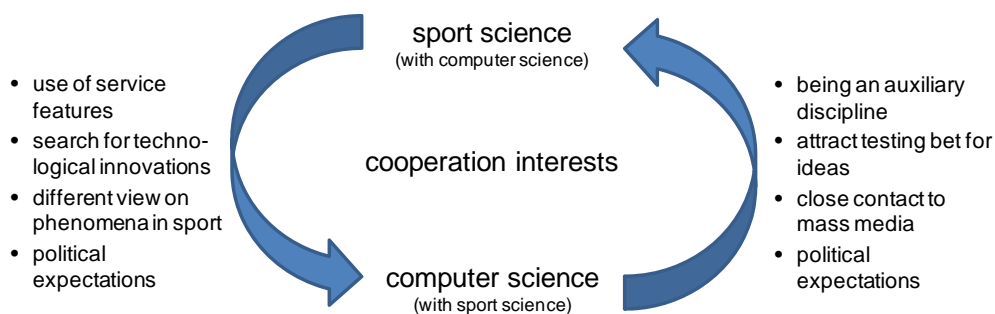 sport science
(with computer science)
• use of service
features
• search for techno-
logical innovations
• different view on
phenomena in sport
• political
expectations
cooperation interests
• being an auxiliary
discipline
• attract testing bet for
ideas
• close contact to
mass media
• political
expectations
computer science
(with sport science)